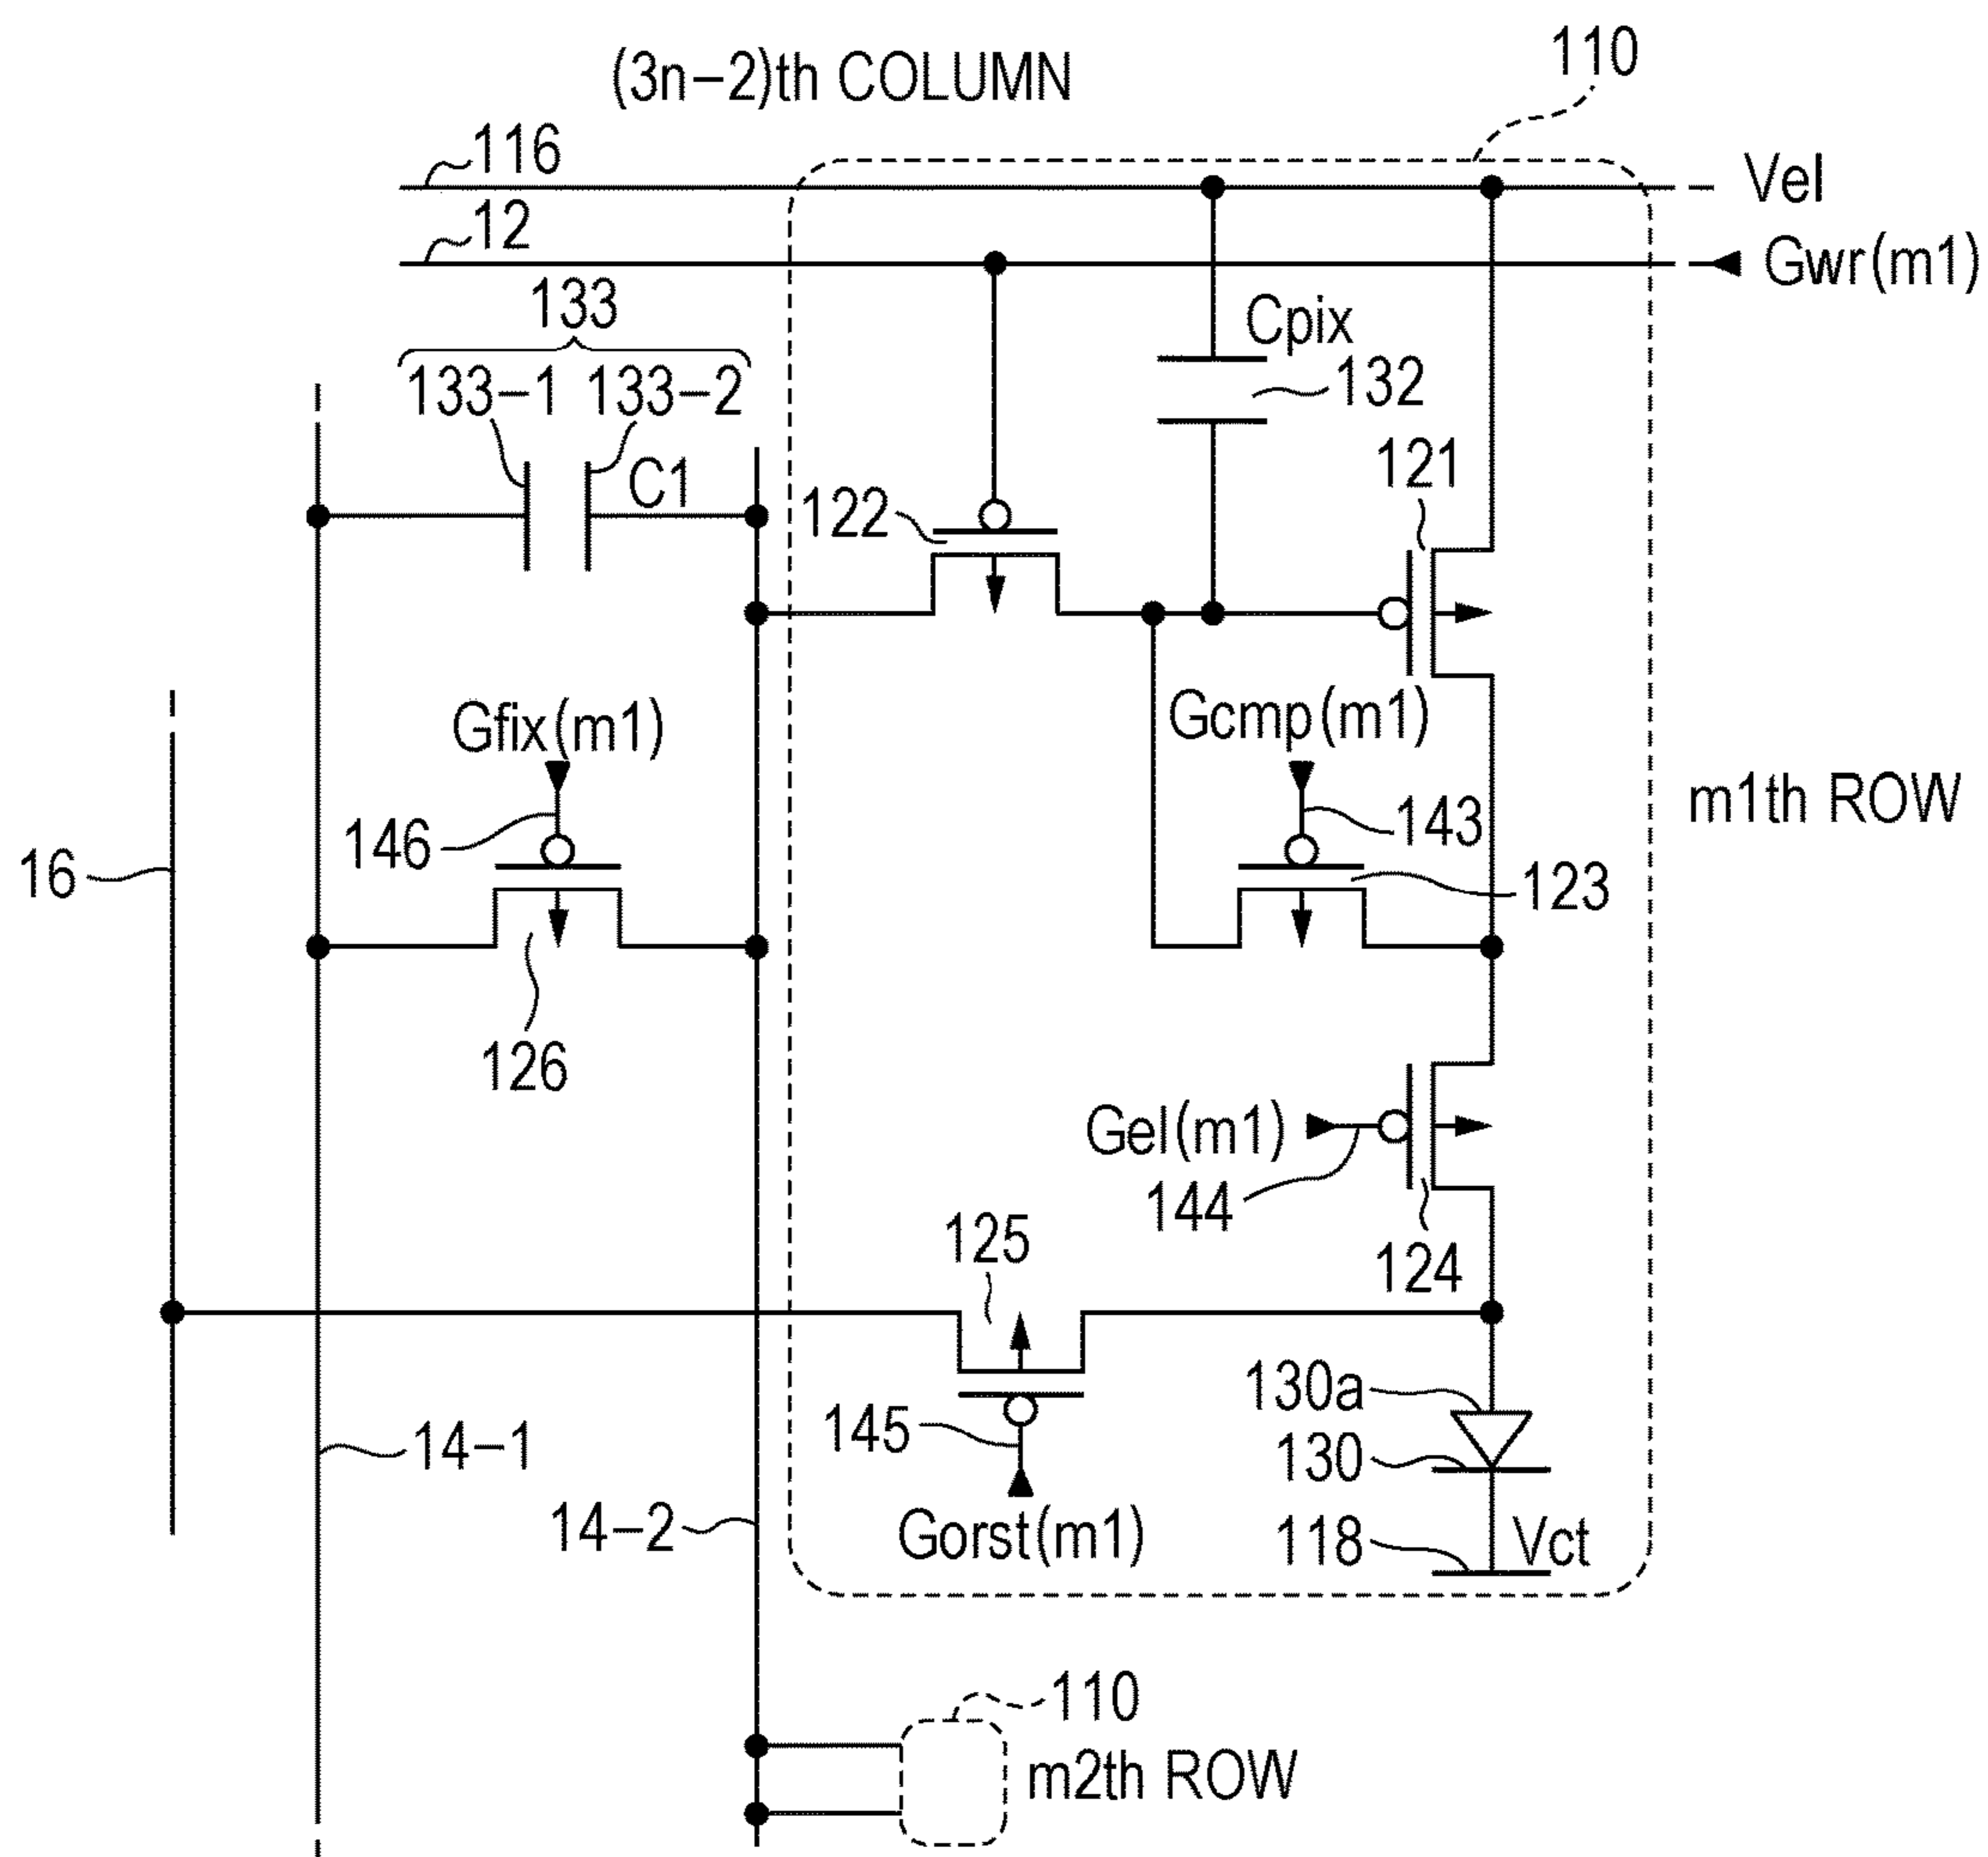 (3n−2)th COLUMN
110
116
Vel
12
Gwr(m1)
133
133−1 133−2
C1
Cpix
132
121
122
Gfix(m1)
Gcmp(m1)
m1th ROW
146
143
16
123
126
Gel(m1)
144
125
124
130a
145
130
14−1
14−2
Gorst(m1)
118
Vct
110
m2th ROW